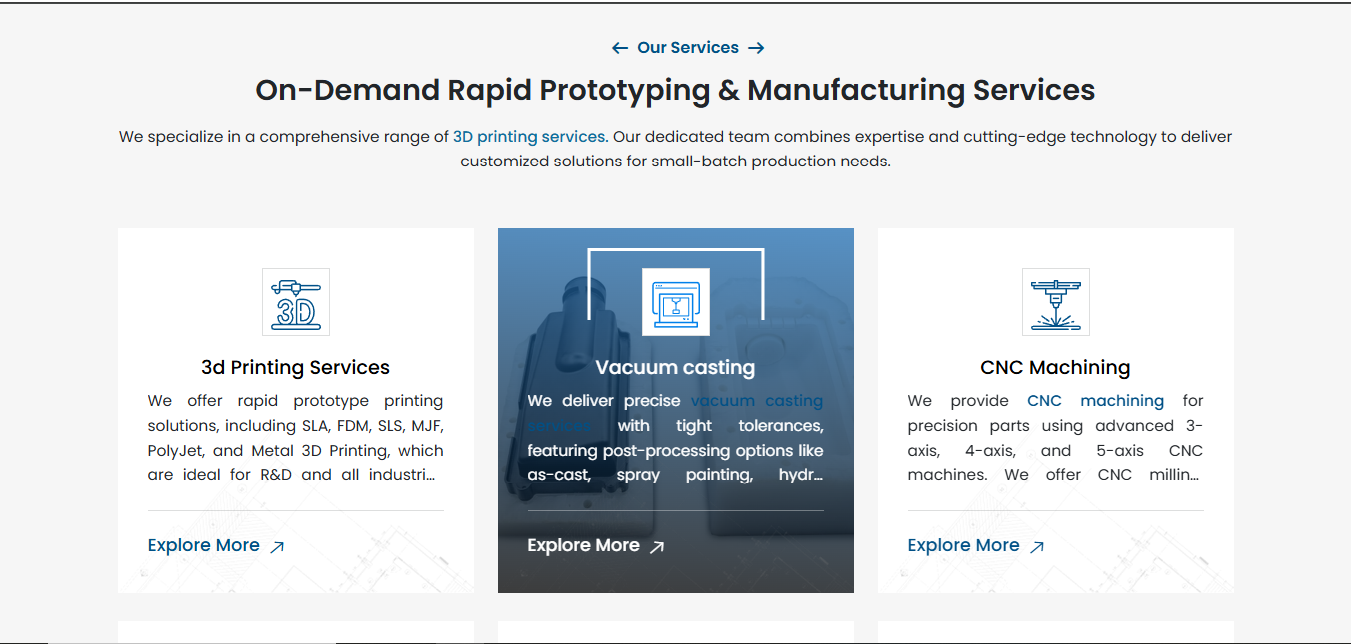 ← Our Services →
On-Demand Rapid Prototyping & Manufacturing Services
We specialize in a comprehensive range of 3D printing services. Our dedicated team combines expertise and cutting-edge technology to deliver
customized solutions for small-batch production needs.
3D
3d Printing Services
We offer rapid prototype printing
solutions, including SLA, FDM, SLS, MJF,
PolyJet, and Metal 3D Printing, which
are ideal for R&D and all industri...
Explore More
Vacuum casting
We deliver precise vacuum casting
services with tight tolerances,
featuring post-processing options like
as-cast, spray painting, hydr...
Explore More
CNC Machining
We provide CNC machining for
precision parts using advanced 3-
axis, 4-axis, and 5-axis CNC
machines. We offer CNC millin...
Explore More